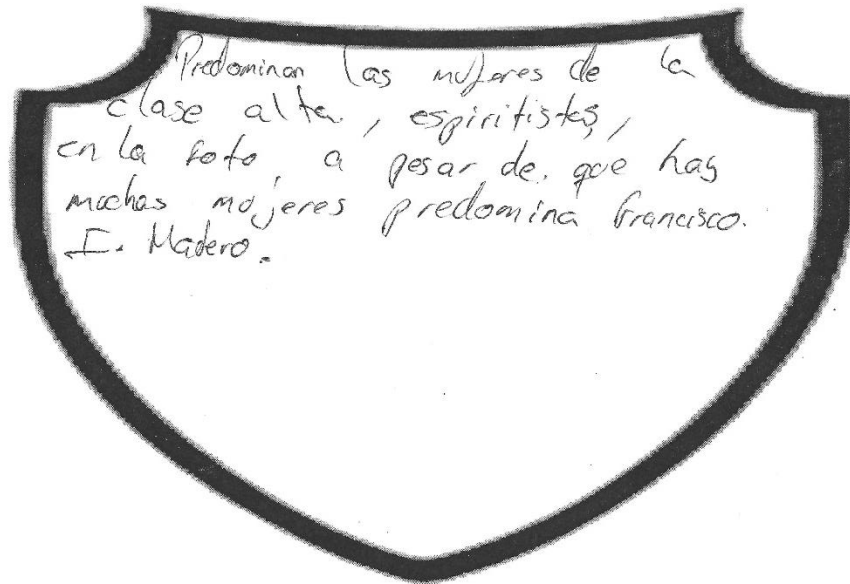 Predominan las mujeres de la
clase alta, espiritistas,
en la foto, a pesar de. que hay
muchas mujeres predomina Francisco.
I. Madero.